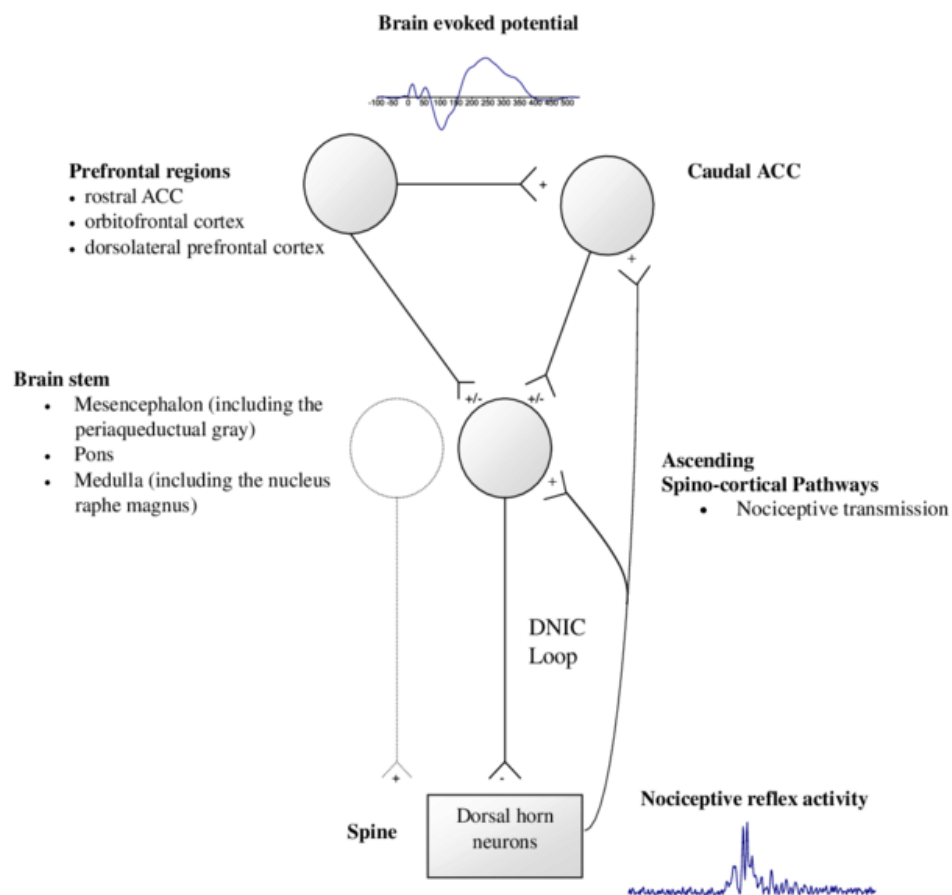 Brain evoked potential
-100 -50 0 50 100 150 200 250 300 350 400 450 500
Prefrontal regions
• rostral ACC
• orbitofrontal cortex
• dorsolateral prefrontal cortex
Caudal ACC
+
+
Brain stem
• Mesencephalon (including the
periaqueductal gray)
• Pons
• Medulla (including the nucleus
raphe magnus)
+/-
+/-
+
Ascending
Spino-cortical Pathways
• Nociceptive transmission
DNIC
Loop
+
-
Spine
Dorsal horn
neurons
Nociceptive reflex activity